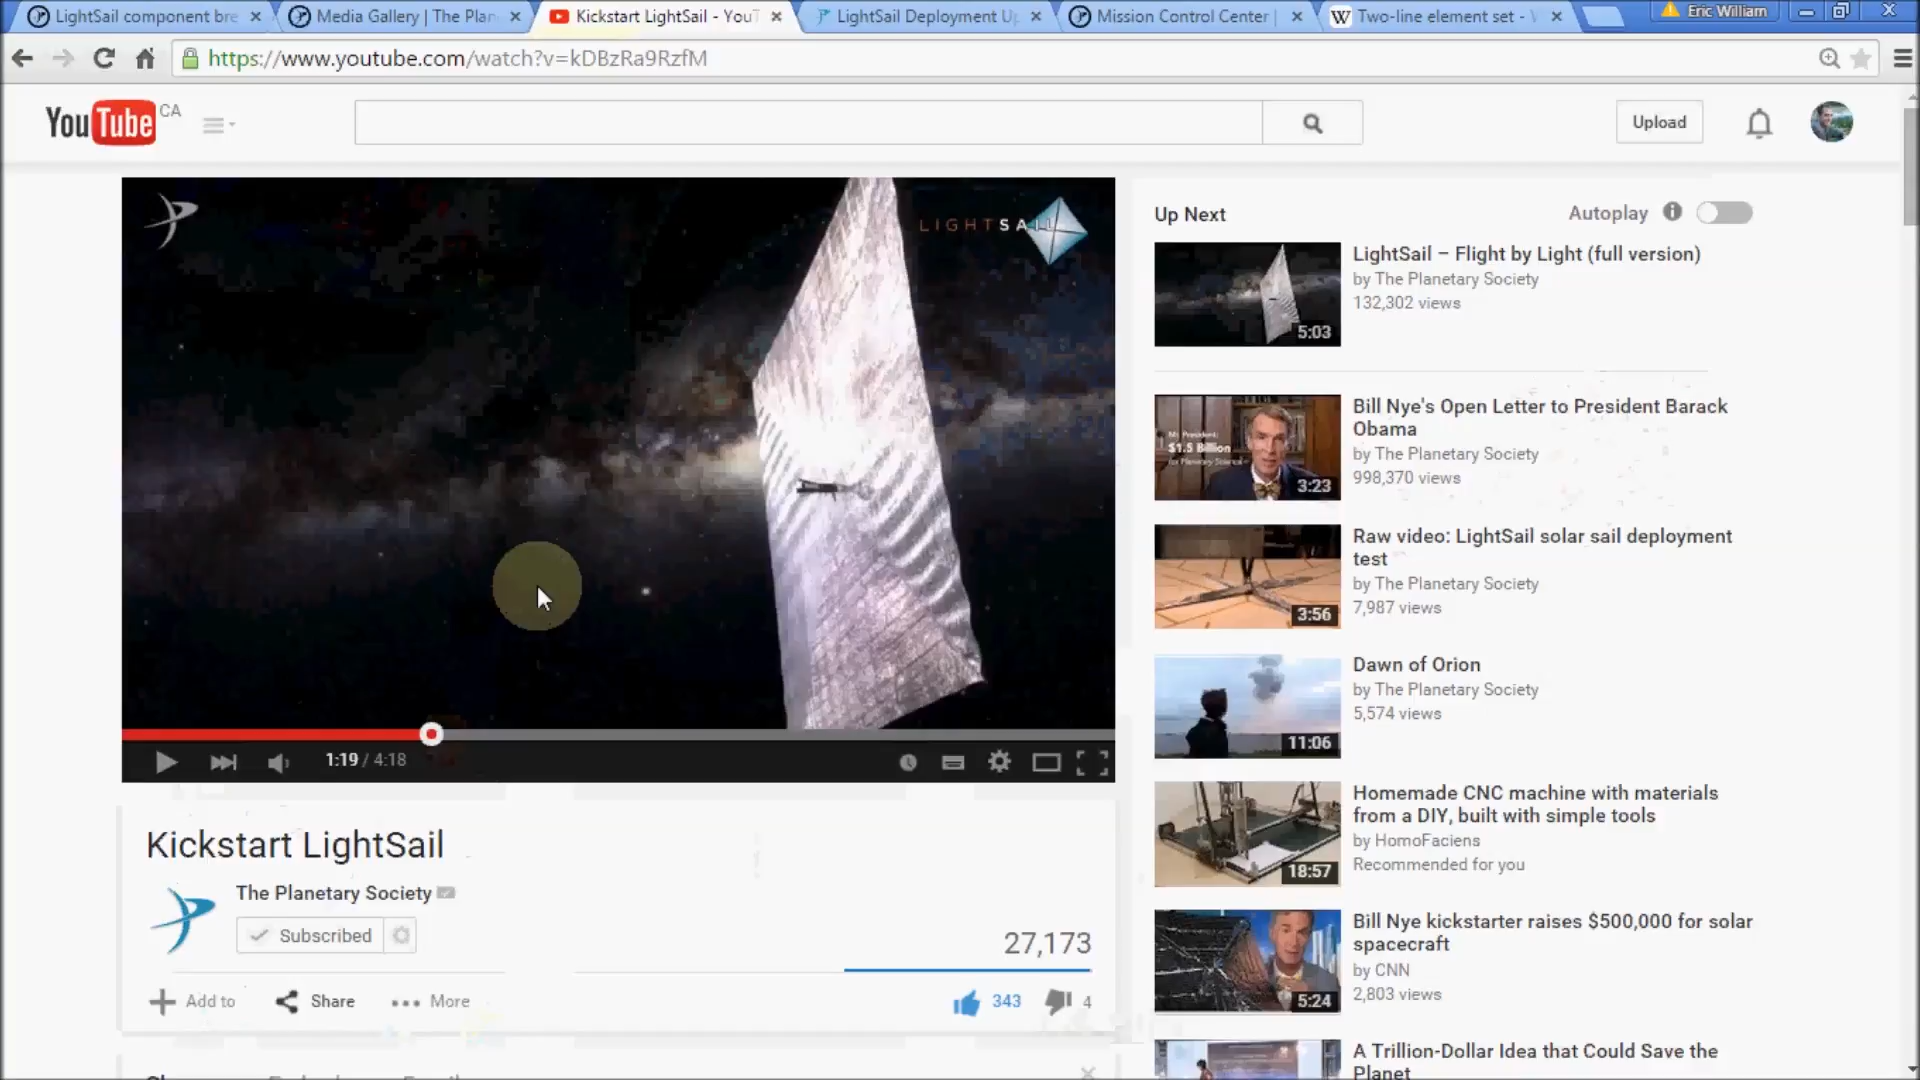 LightSail component bre
Media Gallery | The Plan
Kickstart LightSail - YouT
LightSail Deployment Up
Mission Control Center |
Two-line element set -
Eric William
https://www.youtube.com/watch?v=kDBzRa9RzfM
YouTube CA
Upload
LIGHTSAIL
1:19 / 4:18
Kickstart LightSail
The Planetary Society
Subscribed
27,173
Add to
Share
More
343
4
Up Next
Autoplay
LightSail – Flight by Light (full version)
by The Planetary Society
132,302 views
5:03
Bill Nye's Open Letter to President Barack
Obama
by The Planetary Society
998,370 views
Mr. President:
$1.5 Billion
for Planetary Science
3:23
Raw video: LightSail solar sail deployment
test
by The Planetary Society
7,987 views
3:56
Dawn of Orion
by The Planetary Society
5,574 views
11:06
Homemade CNC machine with materials
from a DIY, built with simple tools
by HomoFaciens
Recommended for you
18:57
Bill Nye kickstarter raises $500,000 for solar
spacecraft
by CNN
2,803 views
5:24
A Trillion-Dollar Idea that Could Save the
Planet